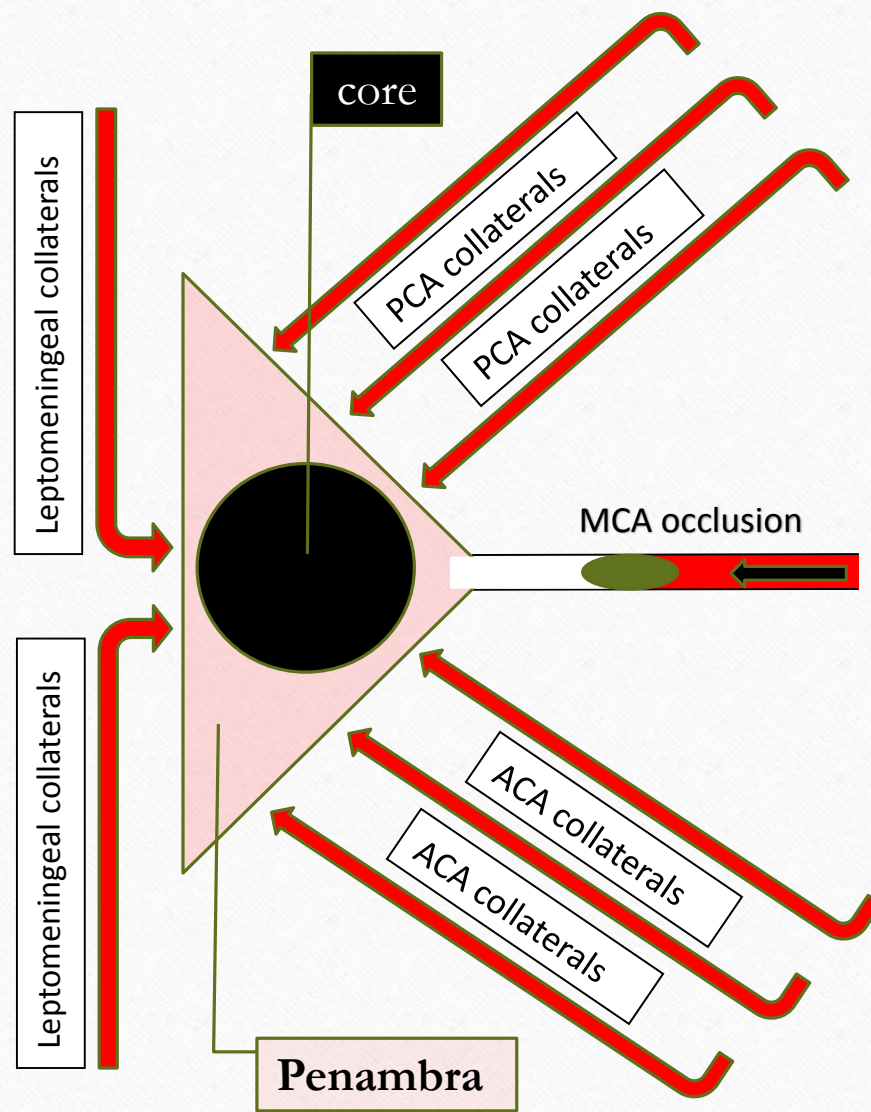 core
Leptomeningeal collaterals
PCA collaterals
PCA collaterals
MCA occlusion
Leptomeningeal collaterals
ACA collaterals
ACA collaterals
Penambra